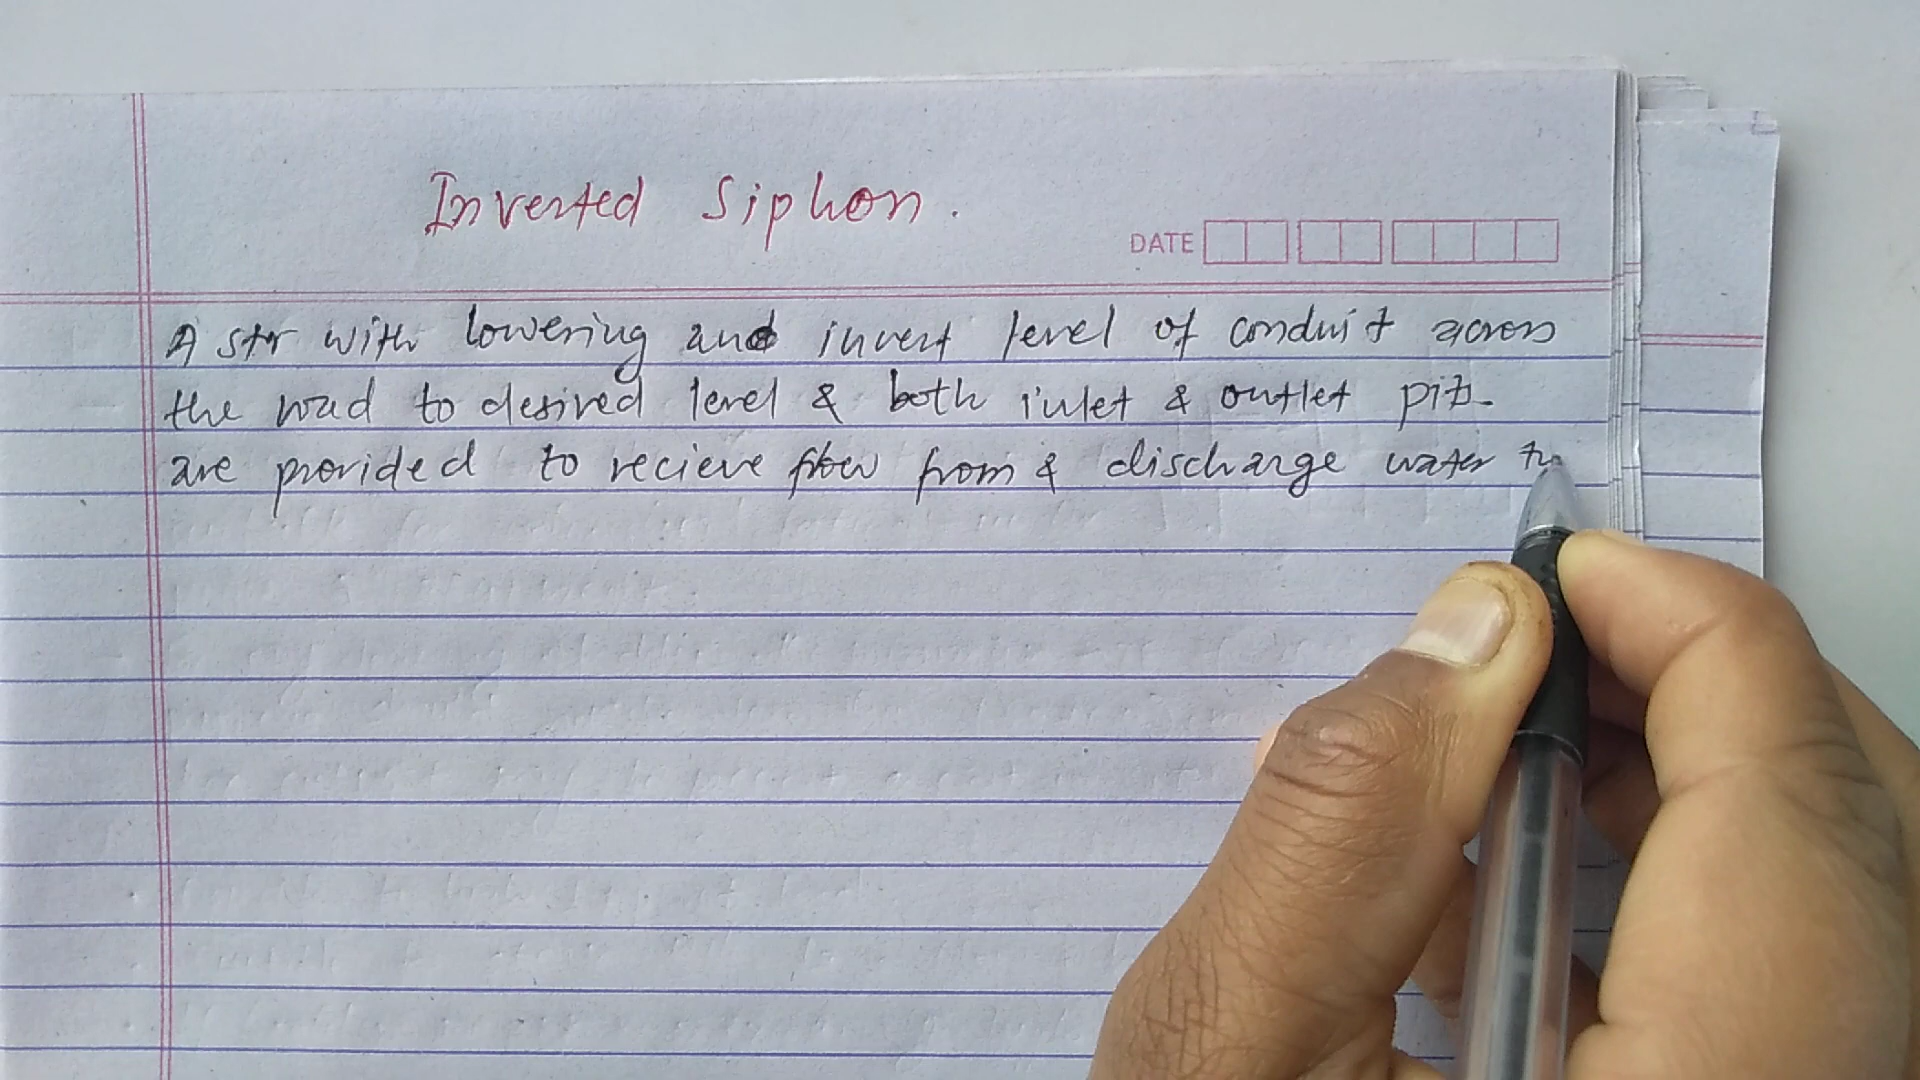 Inverted Siphon.
DATE
A str with lowering and invert level of conduit across
the road to desired level & both inlet & outlet pits.
are provided to recieve flow from & discharge water